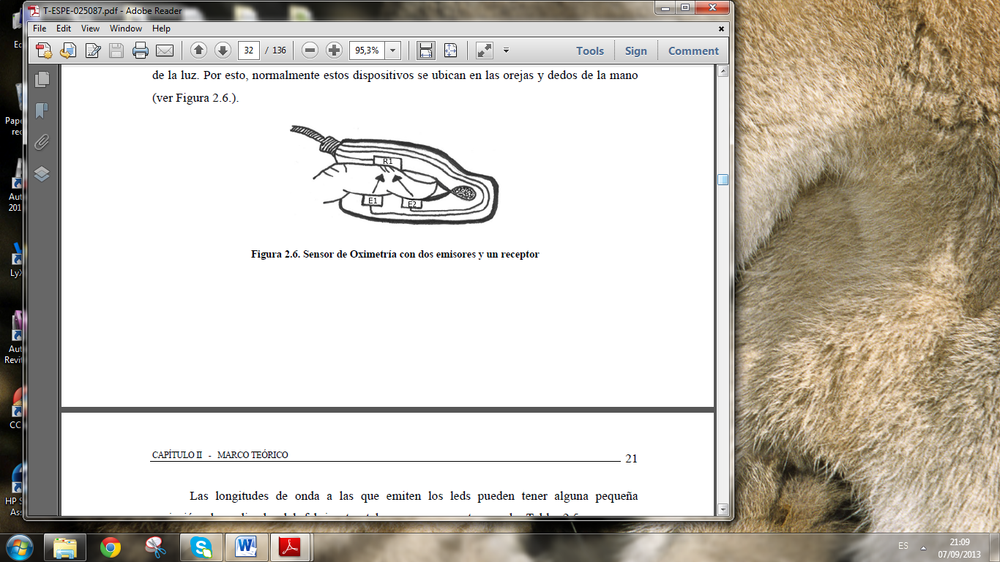 T-ESPE-025087.pdf - Adobe Reader
File Edit View Window Help
32 / 136 95,3% Tools Sign Comment
de la luz. Por esto, normalmente estos dispositivos se ubican en las orejas y dedos de la mano
(ver Figura 2.6.).
R1
E1 E2
Figura 2.6. Sensor de Oximetría con dos emisores y un receptor
CAPÍTULO II - MARCO TEÓRICO 21
Las longitudes de onda a las que emiten los leds pueden tener alguna pequeña
Ec
Pape
rec
Aut
201
LyX
Aut
Revit
CC
HP S
Ass
ES
21:09
07/09/2013